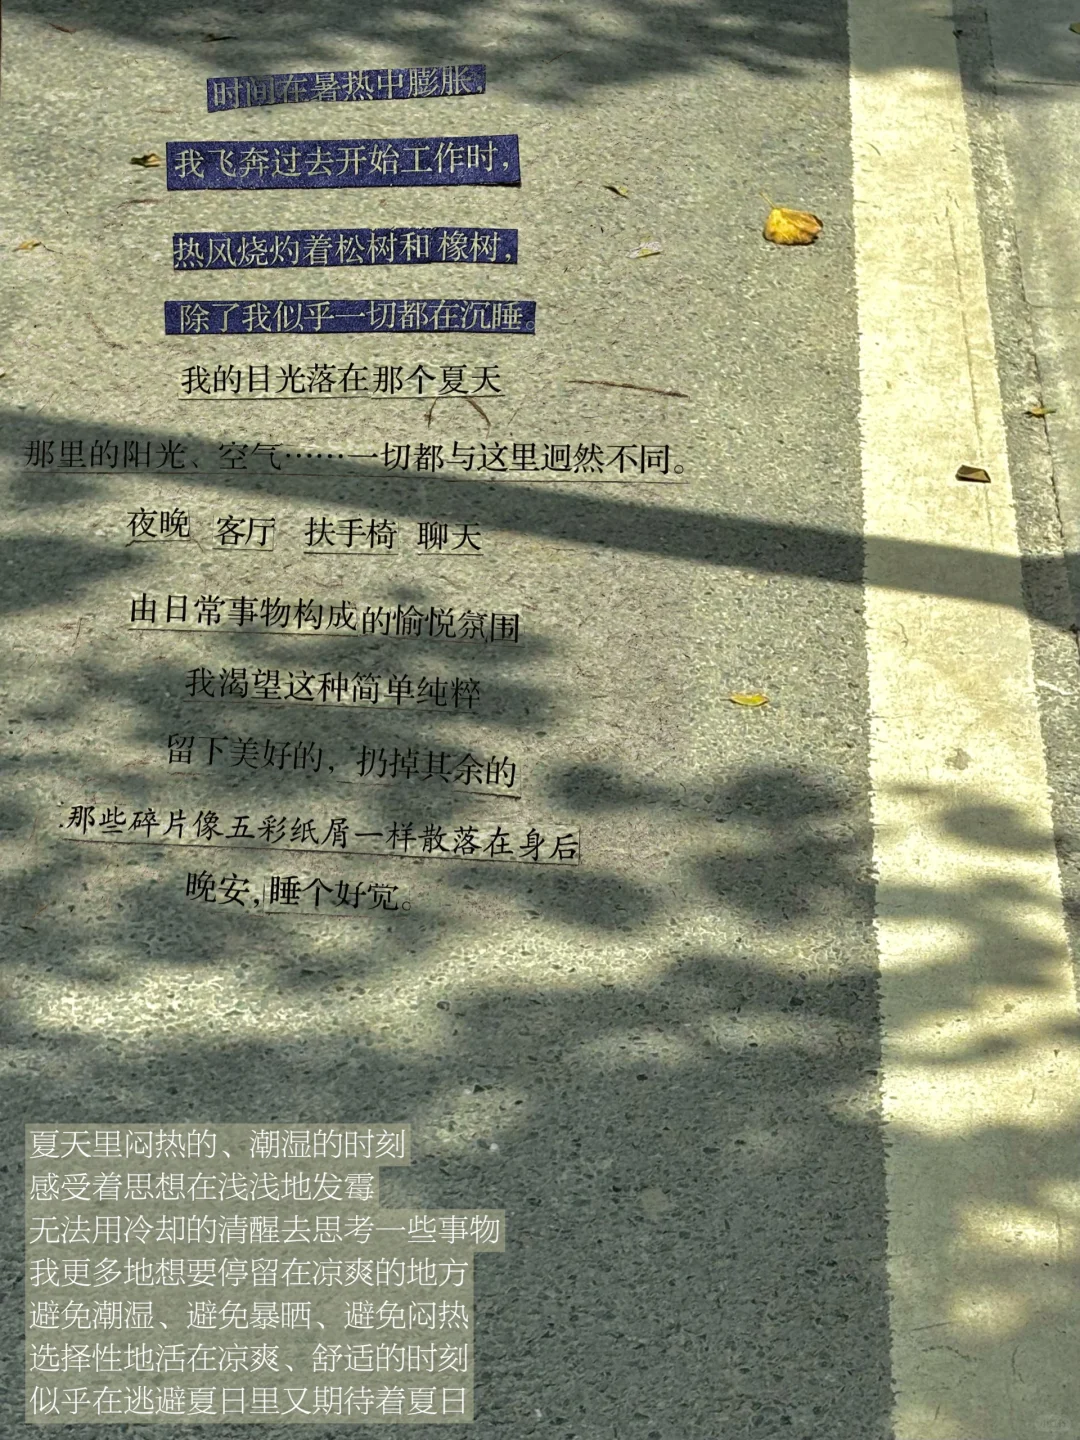 时间在暑热中膨胀,
我飞奔过去开始工作时,
热风烧灼着松树和橡树,
除了我似乎一切都在沉睡。
我的目光落在那个夏天
那里的阳光、空气……一切都与这里迥然不同。
夜晚 客厅 扶手椅 聊天
由日常事物构成的愉悦氛围
我渴望这种简单纯粹
留下美好的,扔掉其余的
那些碎片像五彩纸屑一样散落在身后
晚安,睡个好觉。
夏天里闷热的、潮湿的时刻
感受着思想在浅浅地发霉
无法用冷却的清醒去思考一些事物
我更多地想要停留在凉爽的地方
避免潮湿、避免暴晒、避免闷热
选择性地活在凉爽、舒适的时刻
似乎在逃避夏日里又期待着夏日